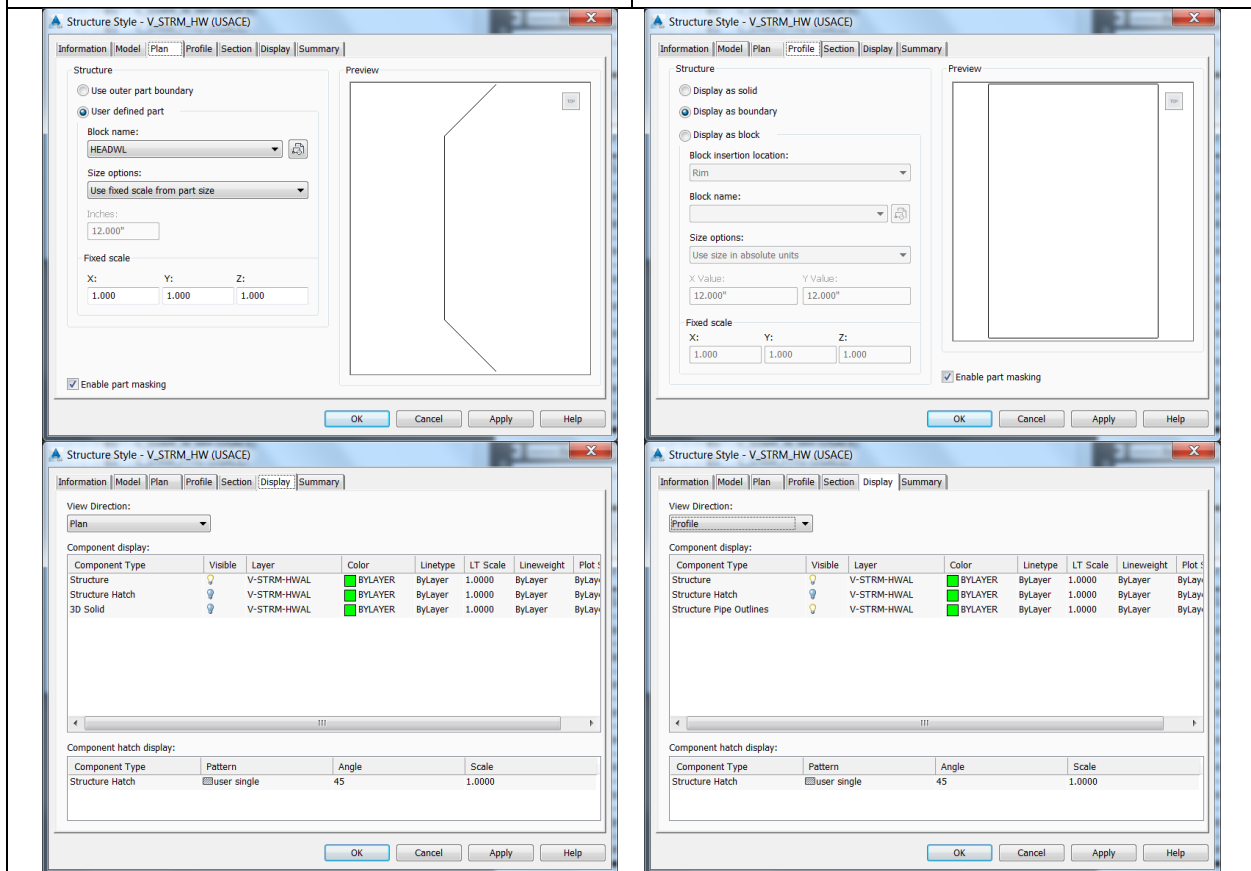 Structure Style - V_STRM_HW (USACE)
Information Model Plan Profile Section Display Summary
Structure
Use outer part boundary
User defined part
Block name:
HEADWL
Size options:
Use fixed scale from part size
Inches:
12.000"
Fixed scale
X: Y: Z:
1.000 1.000 1.000
Enable part masking
Preview
TOP
OK Cancel Apply Help
Structure Style - V_STRM_HW (USACE)
Information Model Plan Profile Section Display Summary
Structure
Display as solid
Display as boundary
Display as block
Block insertion location:
Rim
Block name:
Size options:
Use size in absolute units
X Value: Y Value:
12.000" 12.000"
Fixed scale
X: Y: Z:
1.000 1.000 1.000
Preview
TOP
Enable part masking
OK Cancel Apply Help
Structure Style - V_STRM_HW (USACE)
Information Model Plan Profile Section Display Summary
View Direction:
Plan
Component display:
Component Type Visible Layer Color Linetype LT Scale Lineweight Plot S
Structure V-STRM-HWAL BYLAYER ByLayer 1.0000 ByLayer ByLaye
Structure Hatch V-STRM-HWAL BYLAYER ByLayer 1.0000 ByLayer ByLaye
3D Solid V-STRM-HWAL BYLAYER ByLayer 1.0000 ByLayer ByLaye
Component hatch display:
Component Type Pattern Angle Scale
Structure Hatch user single 45 1.0000
OK Cancel Apply Help
Structure Style - V_STRM_HW (USACE)
Information Model Plan Profile Section Display Summary
View Direction:
Profile
Component display:
Component Type Visible Layer Color Linetype LT Scale Lineweight Plot S
Structure V-STRM-HWAL BYLAYER ByLayer 1.0000 ByLayer ByLaye
Structure Hatch V-STRM-HWAL BYLAYER ByLayer 1.0000 ByLayer ByLaye
Structure Pipe Outlines V-STRM-HWAL BYLAYER ByLayer 1.0000 ByLayer ByLaye
Component hatch display:
Component Type Pattern Angle Scale
Structure Hatch user single 45 1.0000
OK Cancel Apply Help